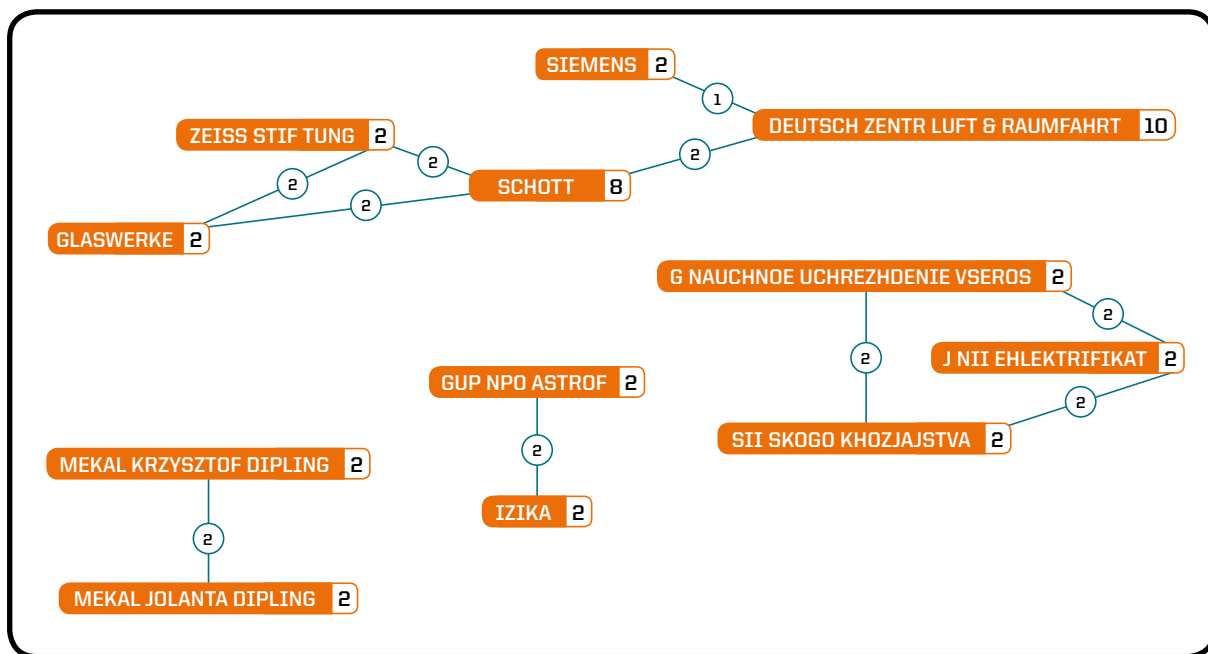 SIEMENS 2
1
DEUTSCH ZENTR LUFT & RAUMFAHRT 10
ZEISS STIF TUNG 2
2
2
2
SCHOTT 8
2
GLASWERKE 2
G NAUCHNOE UCHREZHDENIE VSEROS 2
2
2
J NII EHLEKTRIFIKAT 2
GUP NPO ASTROF 2
2
SII SKOGO KHOZJAJSTVA 2
2
MEKAL KRZYSZTOF DIPLING 2
IZIKA 2
2
MEKAL JOLANTA DIPLING 2